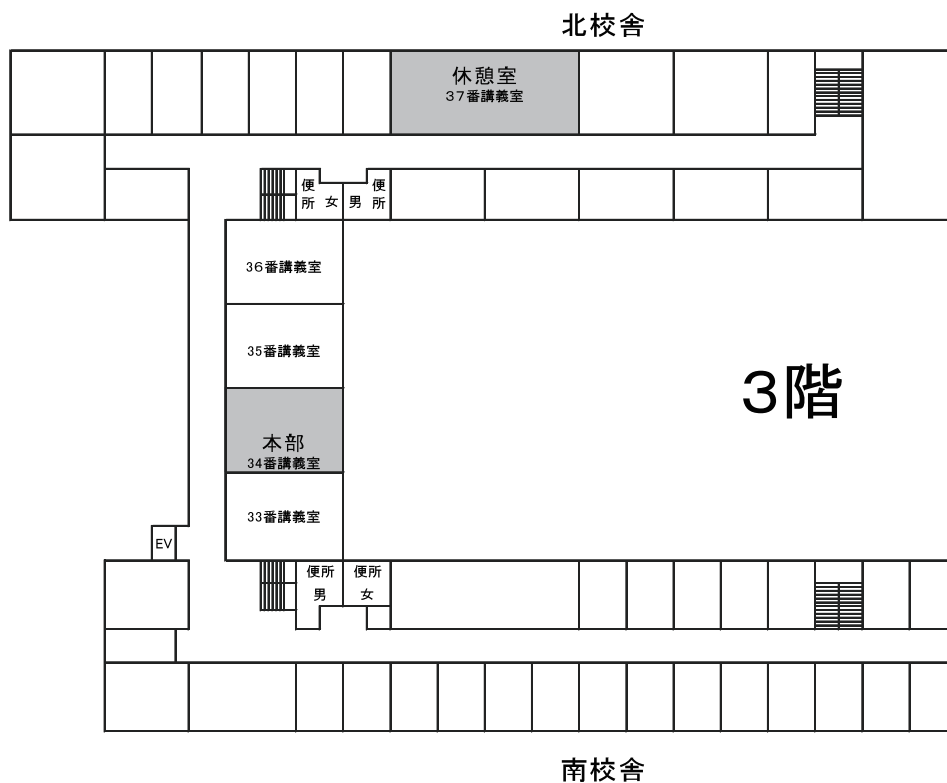 北校舎
休憩室
37番講義室
便所 女
男 便所
36番講義室
35番講義室
3階
本部
34番講義室
33番講義室
EV
便所
男
便所
女
南校舎